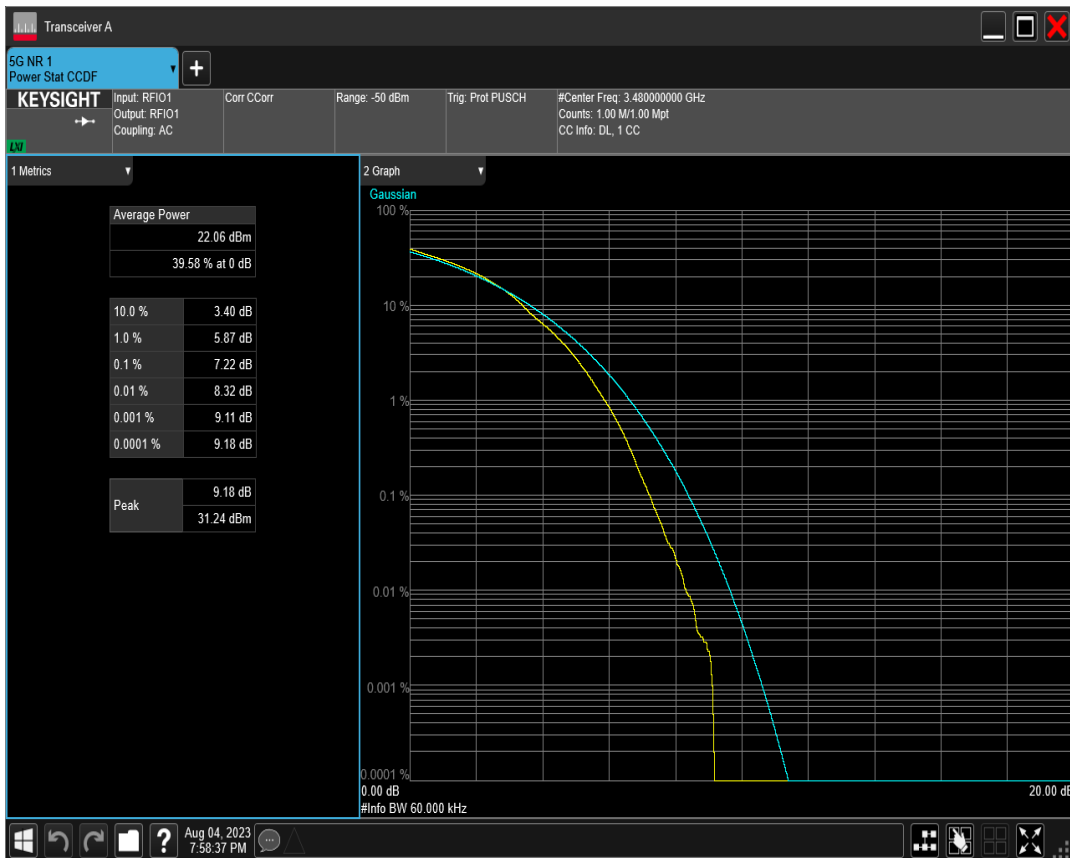 Transceiver A
5G NR 1
Power Stat CCDF
+
KEYSIGHT
LXI
Input: RFIO1
Output: RFIO1
Coupling: AC
Corr CCorr
Range: -50 dBm
Trig: Prot PUSCH
#Center Freq: 3.480000000 GHz
Counts: 1.00 M/1.00 Mpt
CC Info: DL, 1 CC
1 Metrics
Average Power
22.06 dBm
39.58 % at 0 dB
10.0 % 3.40 dB
1.0 % 5.87 dB
0.1 % 7.22 dB
0.01 % 8.32 dB
0.001 % 9.11 dB
0.0001 % 9.18 dB
Peak
9.18 dB
31.24 dBm
2 Graph
Gaussian
100 %
10 %
1 %
0.1 %
0.01 %
0.001 %
0.0001 %
0.00 dB 20.00 dB
#Info BW 60.000 kHz
?
Aug 04, 2023
7:58:37 PM